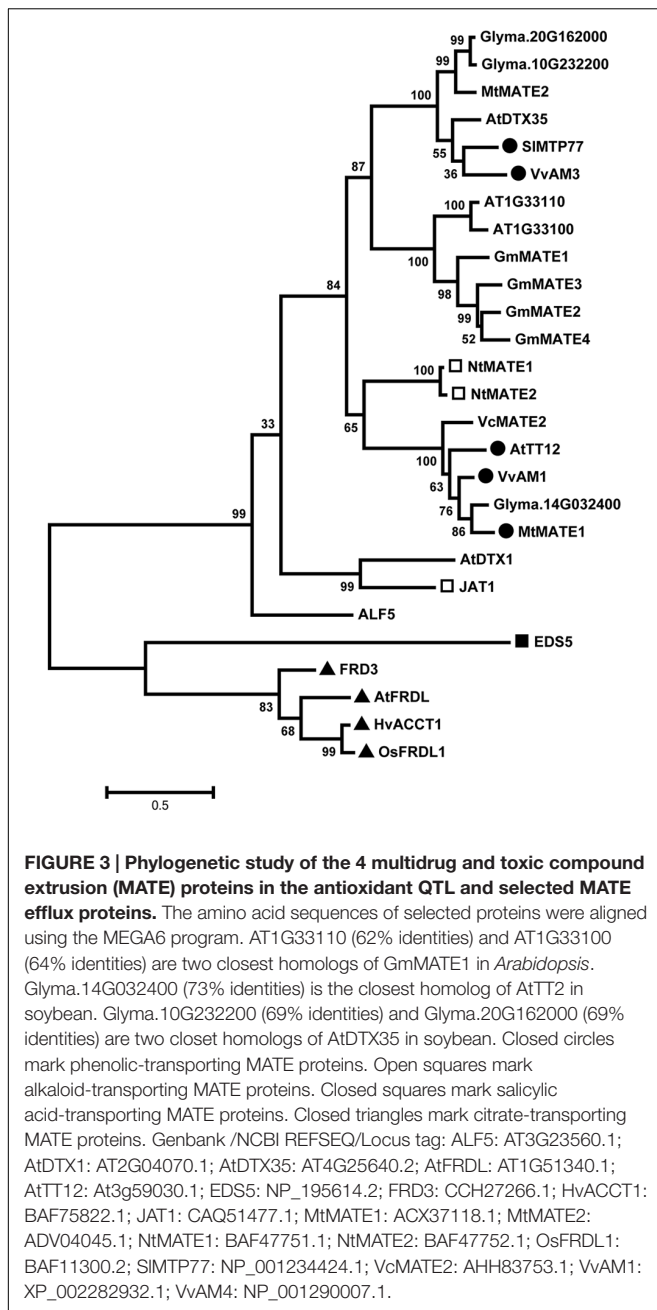 99
Glyma.20G162000
99
Glyma.10G232200
100
MtMATE2
AtDTX35
55
SlMTP77
87
36
VvAM3
100
AT1G33110
AT1G33100
100
GmMATE1
98
GmMATE3
84
99
GmMATE2
52
GmMATE4
100
NtMATE1
NtMATE2
65
VcMATE2
33
100
AtTT12
63
VvAM1
76
Glyma.14G032400
99
86
MtMATE1
AtDTX1
99
JAT1
ALF5
EDS5
FRD3
83
AtFRDL
68
HvACCT1
99
OsFRDL1
0.5
FIGURE 3 | Phylogenetic study of the 4 multidrug and toxic compound
extrusion (MATE) proteins in the antioxidant QTL and selected MATE
efflux proteins. The amino acid sequences of selected proteins were aligned
using the MEGA6 program. AT1G33110 (62% identities) and AT1G33100
(64% identities) are two closest homologs of GmMATE1 in Arabidopsis.
Glyma.14G032400 (73% identities) is the closest homolog of AtTT2 in
soybean. Glyma.10G232200 (69% identities) and Glyma.20G162000 (69%
identities) are two closet homologs of AtDTX35 in soybean. Closed circles
mark phenolic-transporting MATE proteins. Open squares mark
alkaloid-transporting MATE proteins. Closed squares mark salicylic
acid-transporting MATE proteins. Closed triangles mark citrate-transporting
MATE proteins. Genbank /NCBI REFSEQ/Locus tag: ALF5: AT3G23560.1;
AtDTX1: AT2G04070.1; AtDTX35: AT4G25640.2; AtFRDL: AT1G51340.1;
AtTT12: At3g59030.1; EDS5: NP_195614.2; FRD3: CCH27266.1; HvACCT1:
BAF75822.1; JAT1: CAQ51477.1; MtMATE1: ACX37118.1; MtMATE2:
ADV04045.1; NtMATE1: BAF47751.1; NtMATE2: BAF47752.1; OsFRDL1:
BAF11300.2; SlMTP77: NP_001234424.1; VcMATE2: AHH83753.1; VvAM1:
XP_002282932.1; VvAM4: NP_001290007.1.